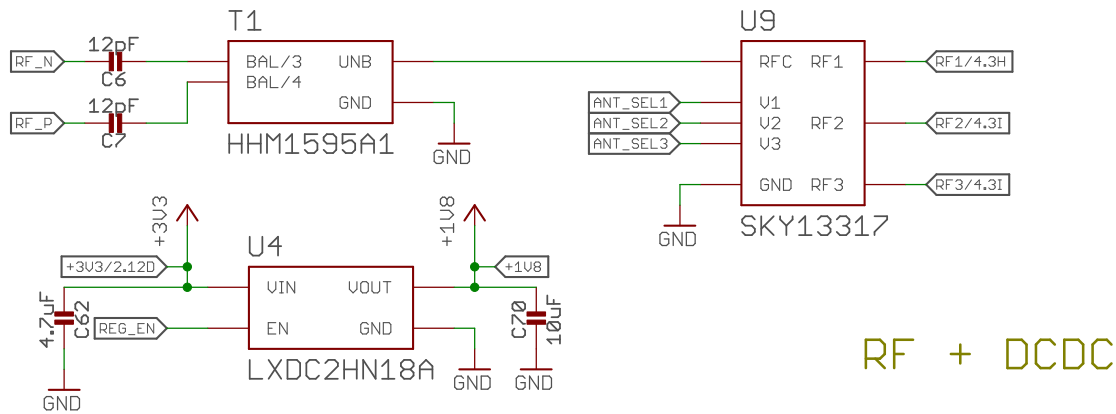 T1
U9
12pF
RF_N
C6
BAL/3 UNB
RFC RF1
RF1/4.3H
BAL/4
12pF
RF_P
C7
GND
ANT_SEL1
V1
ANT_SEL2
V2 RF2
RF2/4.3I
ANT_SEL3
V3
HHM1595A1
GND
GND RF3
RF3/4.3I
SKY13317
GND
+3V3
+1V8
U4
+3V3/2.12D
+1V8
VIN VOUT
4.7uF
C62
REG_EN
EN GND
C70
10uF
LXDC2HN18A
GND
GND
GND
RF + DCDC